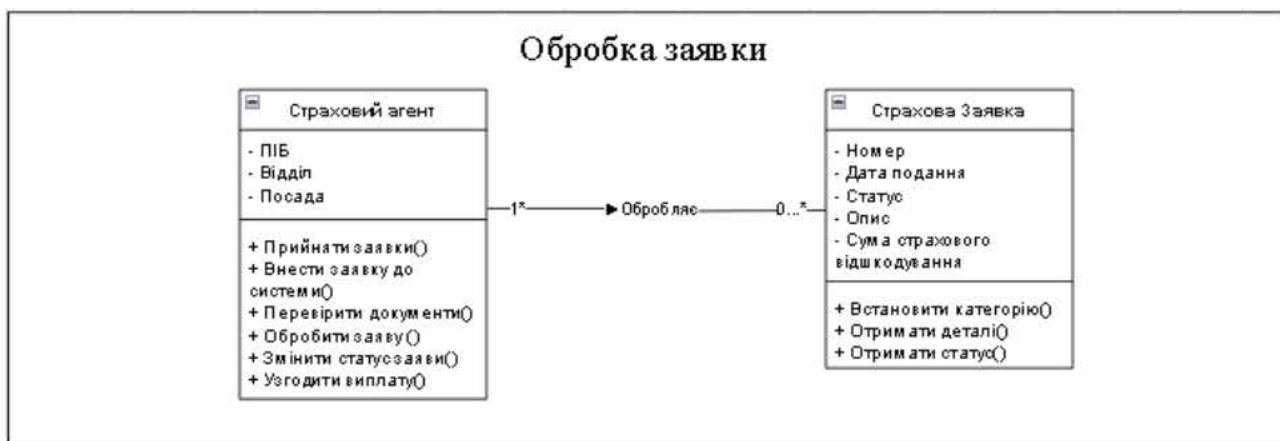 Обробка заявки
Страховий агент
- ПІБ
- Відділ
- Посада
+ Прийняти заявки()
+ Внести заявку до
системи()
+ Перевірити документи()
+ Обробити заяву()
+ Змінити статус заяви()
+ Узгодити виплату()
1* Обробляє 0...*
Страхова Заявка
- Номер
- Дата подання
- Статус
- Опис
- Сума страхового
відшкодування
+ Встановити категорію()
+ Отримати деталі()
+ Отримати статус()